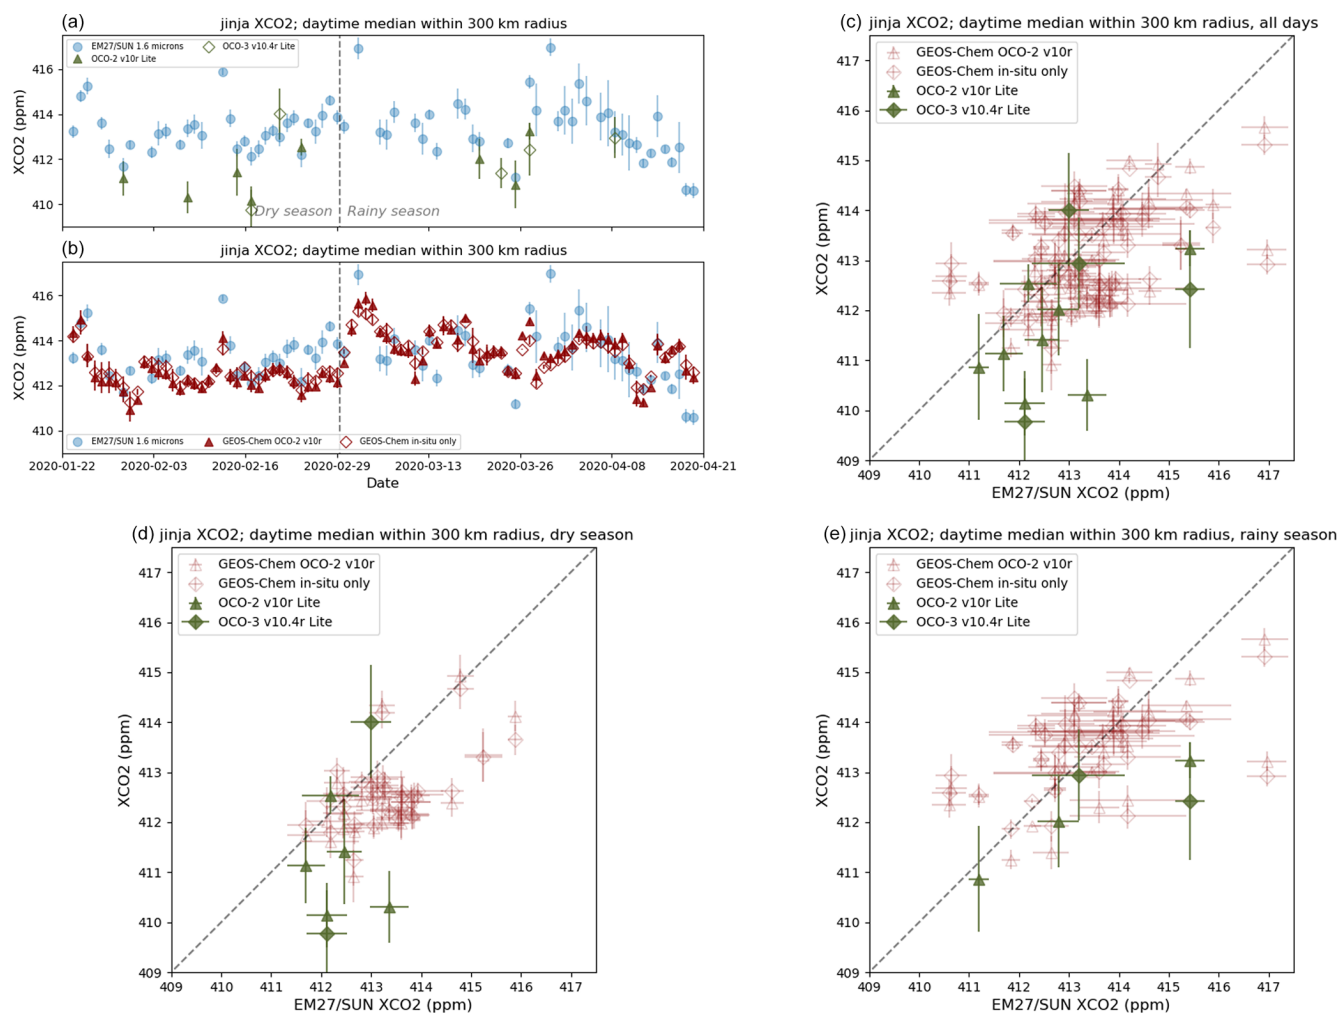 (a) jinja XCO2; daytime median within 300 km radius
EM27/SUN 1.6 microns
OCO-2 v10r Lite
OCO-3 v10.4r Lite
416
414
412
410
XCO2 (ppm)
Dry season
Rainy season
(b) jinja XCO2; daytime median within 300 km radius
416
414
412
410
XCO2 (ppm)
EM27/SUN 1.6 microns
GEOS-Chem OCO-2 v10r
GEOS-Chem in-situ only
2020-01-22 2020-02-03 2020-02-16 2020-02-29 2020-03-13 2020-03-26 2020-04-08 2020-04-21
Date
(c) jinja XCO2; daytime median within 300 km radius, all days
GEOS-Chem OCO-2 v10r
GEOS-Chem in-situ only
OCO-2 v10r Lite
OCO-3 v10.4r Lite
417
416
415
414
413
412
411
410
409
XCO2 (ppm)
409 410 411 412 413 414 415 416 417
EM27/SUN XCO2 (ppm)
(d) jinja XCO2; daytime median within 300 km radius, dry season
GEOS-Chem OCO-2 v10r
GEOS-Chem in-situ only
OCO-2 v10r Lite
OCO-3 v10.4r Lite
417
416
415
414
413
412
411
410
409
XCO2 (ppm)
409 410 411 412 413 414 415 416 417
EM27/SUN XCO2 (ppm)
(e) jinja XCO2; daytime median within 300 km radius, rainy season
GEOS-Chem OCO-2 v10r
GEOS-Chem in-situ only
OCO-2 v10r Lite
OCO-3 v10.4r Lite
417
416
415
414
413
412
411
410
409
XCO2 (ppm)
409 410 411 412 413 414 415 416 417
EM27/SUN XCO2 (ppm)